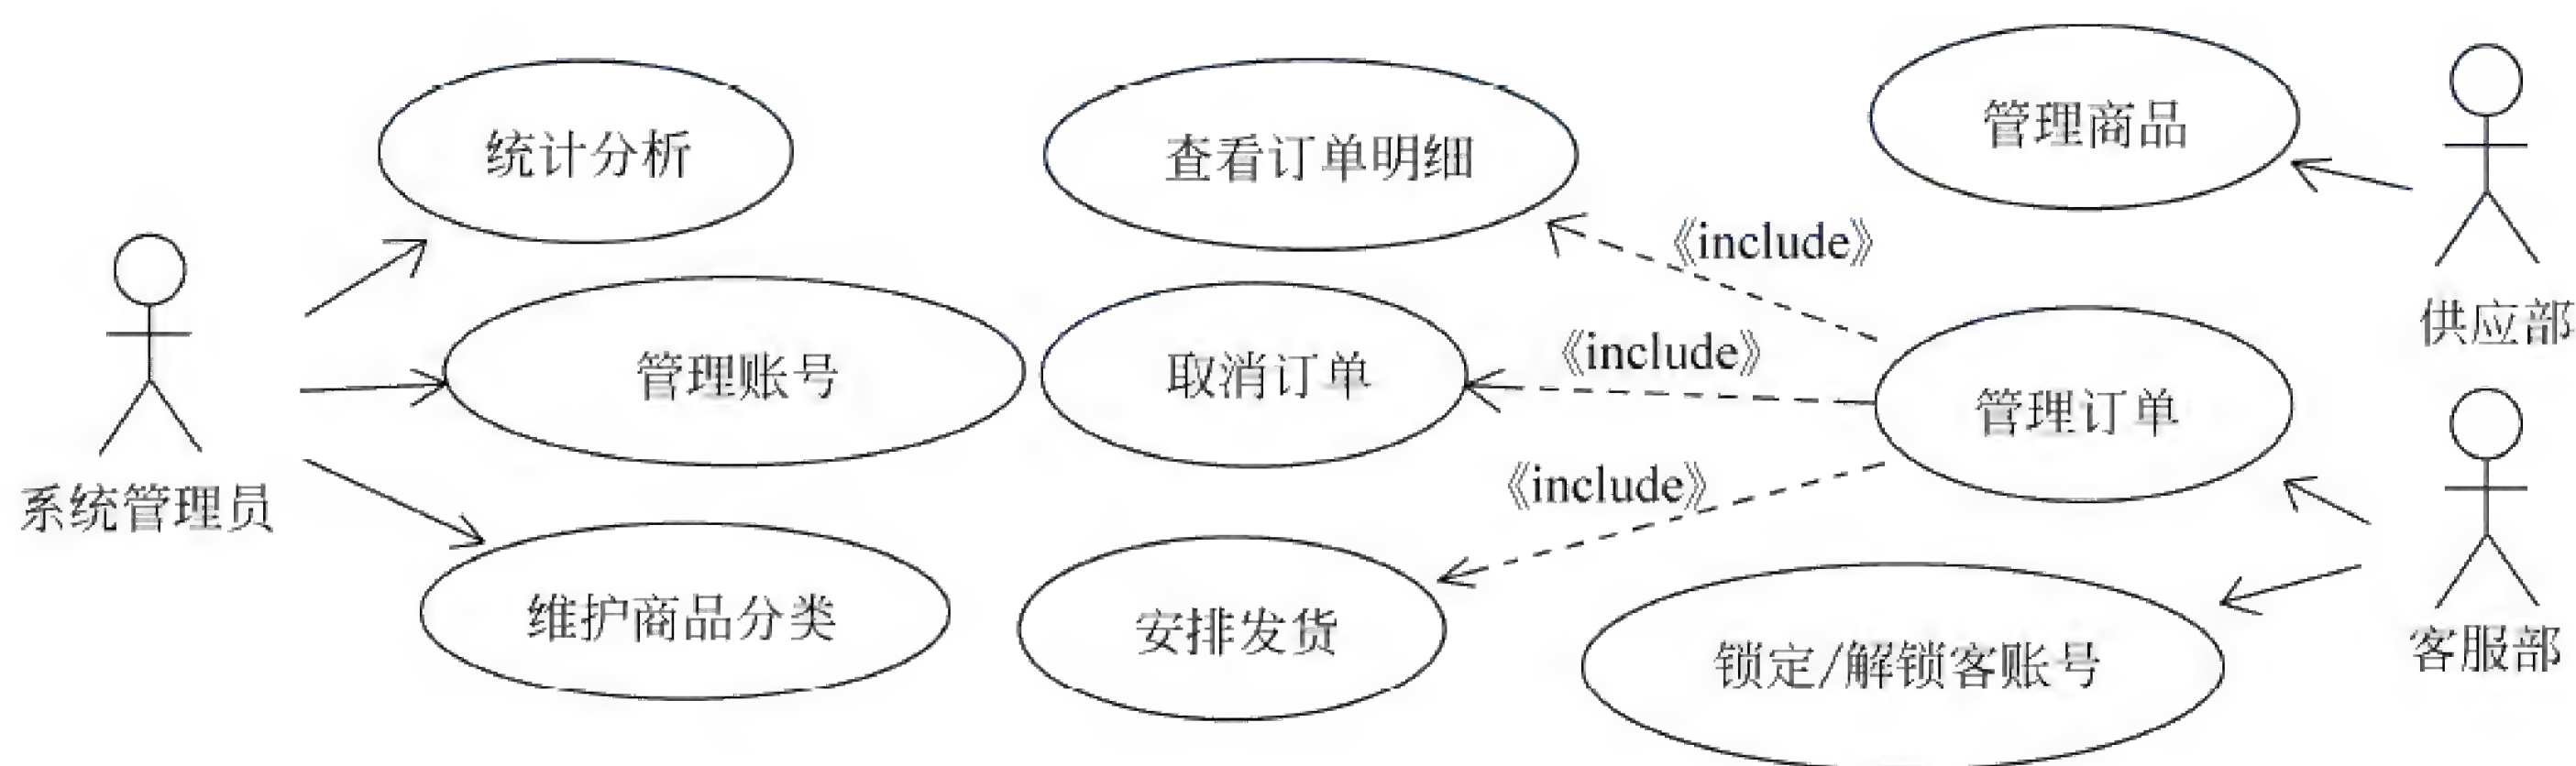 统计分析
查看订单明细
管理商品
《include》
供应部
《include》
管理账号
取消订单
管理订单
《include》
系统管理员
维护商品分类
安排发货
锁定/解锁客账号
客服部